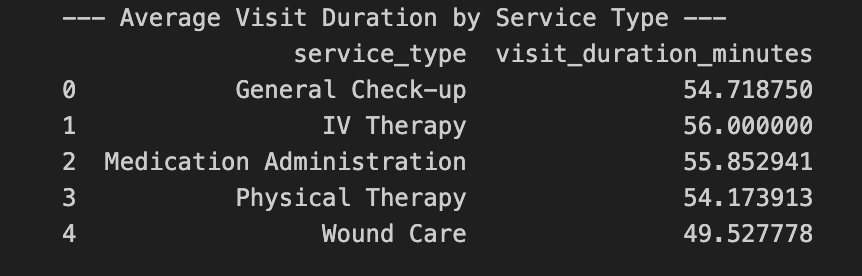 --- Average Visit Duration by Service Type ---
service_type visit_duration_minutes
0 General Check-up 54.718750
1 IV Therapy 56.000000
2 Medication Administration 55.852941
3 Physical Therapy 54.173913
4 Wound Care 49.527778